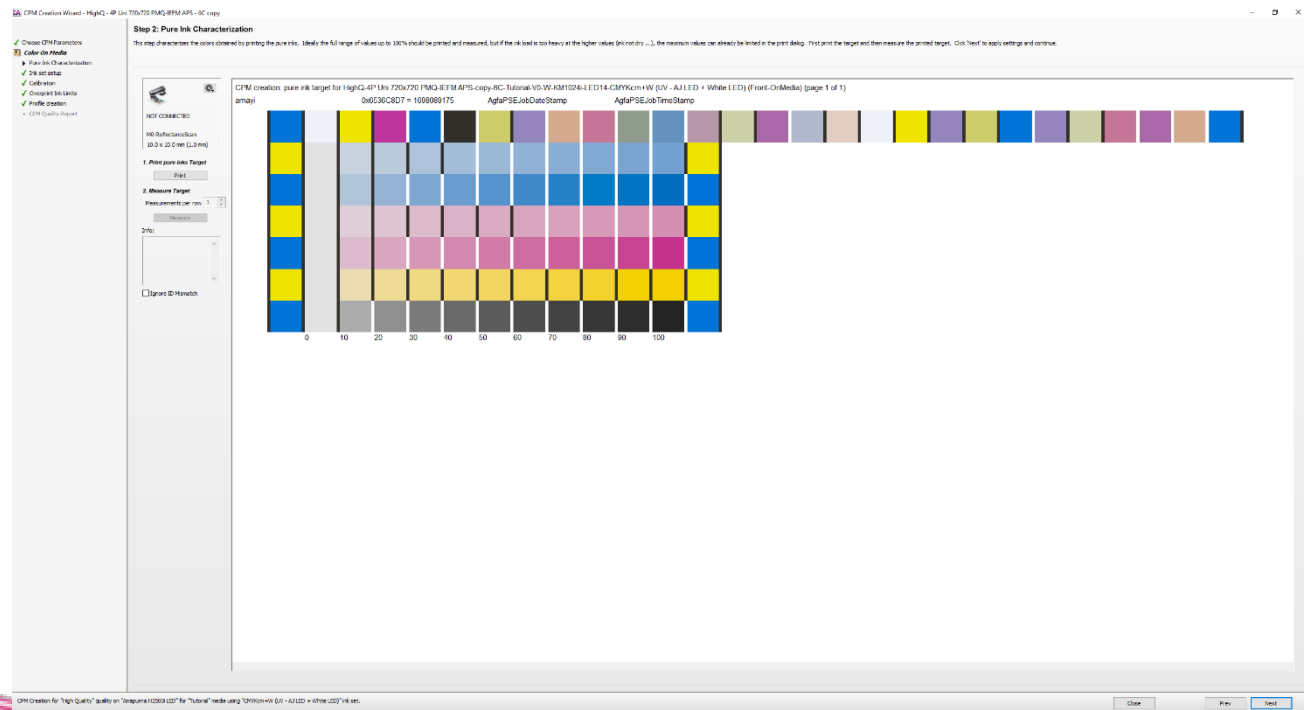 CPM Creation Wizard - HighQ - 4P Uni 720x720 PMQ-IEFM APS - 6C copy
Choose CPM Parameters
Color On Media
Pure Ink Characterization
Ink set setup
Calibration
Overprint Ink Limits
Profile creation
CPM Quality Report
Step 2: Pure Ink Characterization
This step characterizes the colors obtained by printing the pure inks. Ideally the full range of values up to 100% should be printed and measured, but if the ink load is too heavy at the higher values (ink not dry ...), the maximum values can already be limited in the print dialog. First print the target and then measure the printed target. Click 'Next' to apply settings and continue.
NOT CONNECTED
M0-ReflectanceScan
10.0 x 10.0 mm (1.0 mm)
1. Print pure inks Target
Print
2. Measure Target
Measurements per row 1
Measure
Info:
Ignore ID Mismatch
CPM creation: pure ink target for HighQ-4P Uni 720x720 PMQ-IEFM APS-copy-6C-Tutorial-V0-W-KM1024i-LED14-CMYKcm+W (UV - AJ LED + White LED) (Front-OnMedia) (page 1 of 1)
amayi 0x6536C8D7 = 1698089175 AgfaPSEJobDateStamp AgfaPSEJobTimeStamp
0 10 20 30 40 50 60 70 80 90 100
CPM Creation for "High Quality" quality on "Anapurna H2500i LED" for "Tutorial" media using "CMYKcm+W (UV - AJ LED + White LED)" ink set.
Close Prev Next